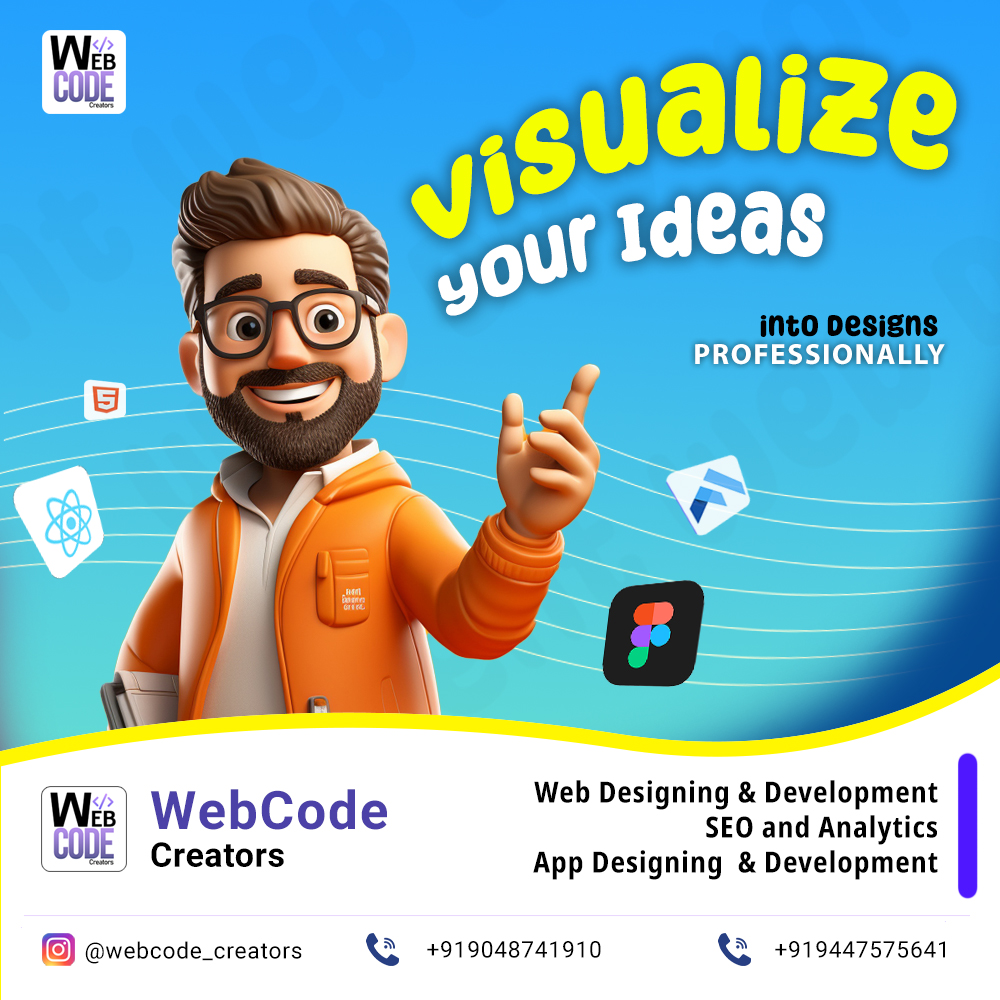 WEB
</>
CODE
Creators
visualize
your Ideas
into Designs
PROFESSIONALLY
5
WEB
</>
CODE
Creators
WebCode
Creators
Web Designing & Development
SEO and Analytics
App Designing & Development
@webcode_creators
+919048741910
+919447575641